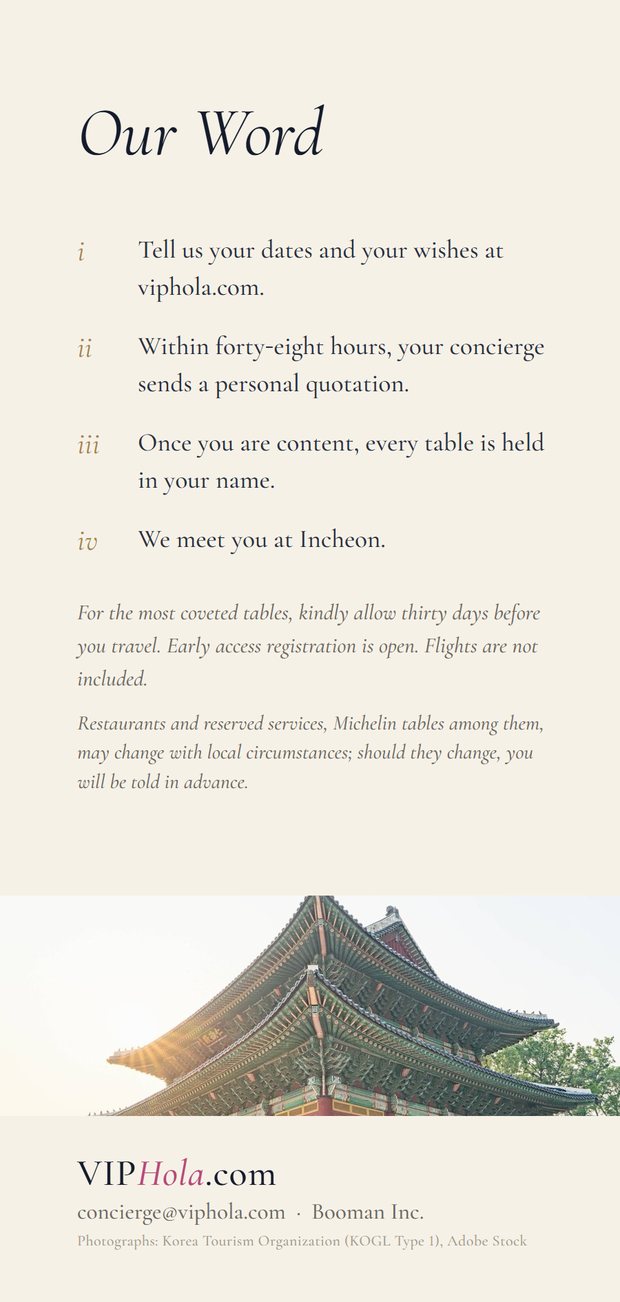 Our Word
i Tell us your dates and your wishes at
viphola.com.
ii Within forty-eight hours, your concierge
sends a personal quotation.
iii Once you are content, every table is held
in your name.
iv We meet you at Incheon.
For the most coveted tables, kindly allow thirty days before
you travel. Early access registration is open. Flights are not
included.
Restaurants and reserved services, Michelin tables among them,
may change with local circumstances; should they change, you
will be told in advance.
VIPHola.com
concierge@viphola.com · Booman Inc.
Photographs: Korea Tourism Organization (KOGL Type 1), Adobe Stock